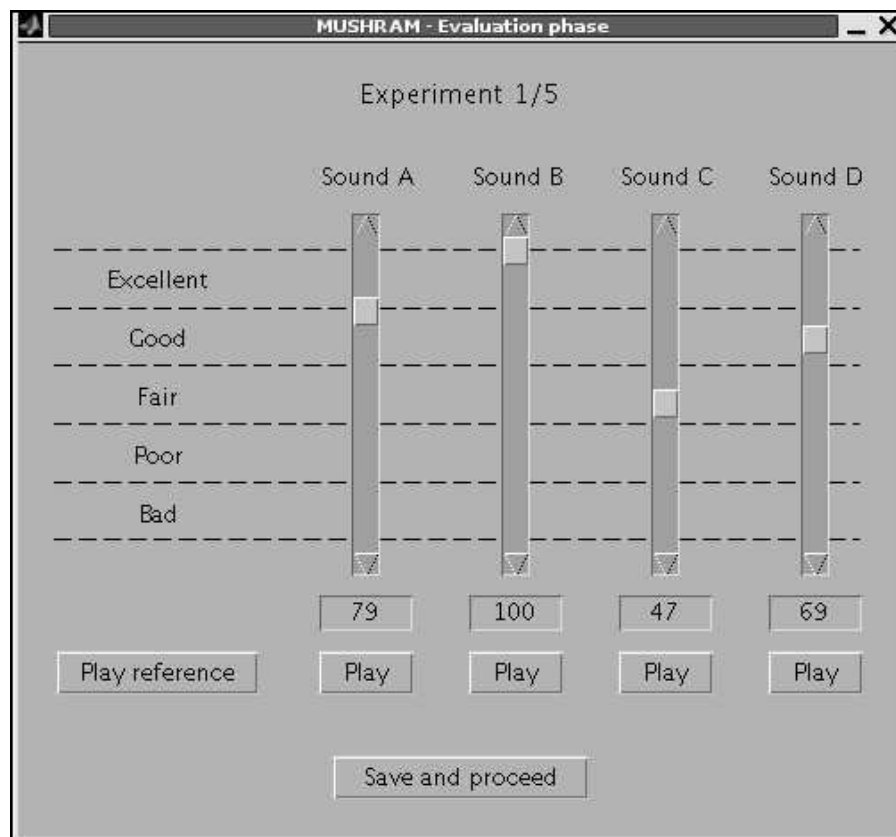 MUSHRAM - Evaluation phase
Experiment 1/5
Sound A Sound B Sound C Sound D
Excellent
Good
Fair
Poor
Bad
79 100 47 69
Play reference Play Play Play Play
Save and proceed